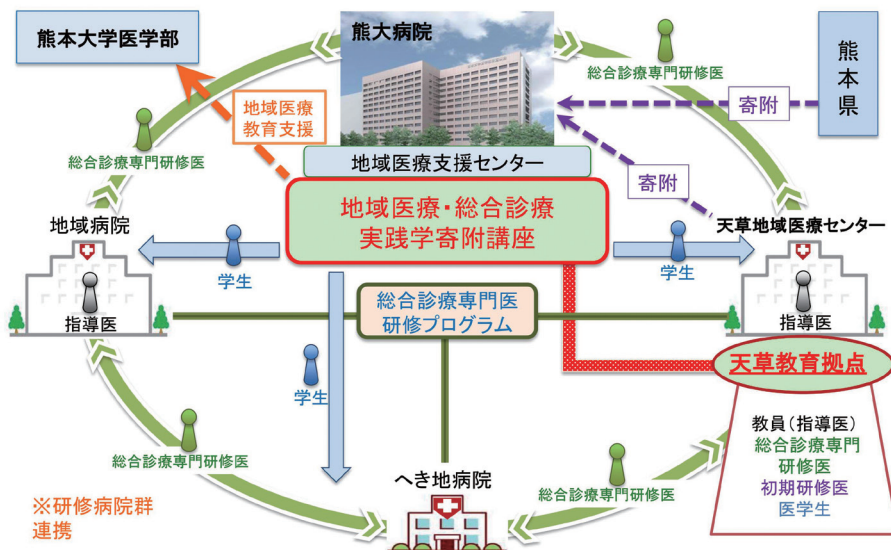 熊本大学医学部
熊大病院
総合診療専門研修医
熊本県
寄附
地域医療
教育支援
総合診療専門研修医
地域医療支援センター
寄附
地域医療・総合診療
実践学寄附講座
地域病院
天草地域医療センター
学生
学生
指導医
総合診療専門医
研修プログラム
指導医
天草教育拠点
学生
教員(指導医)
総合診療専門
研修医
初期研修医
医学生
総合診療専門研修医
総合診療専門研修医
へき地病院
※研修病院群
連携